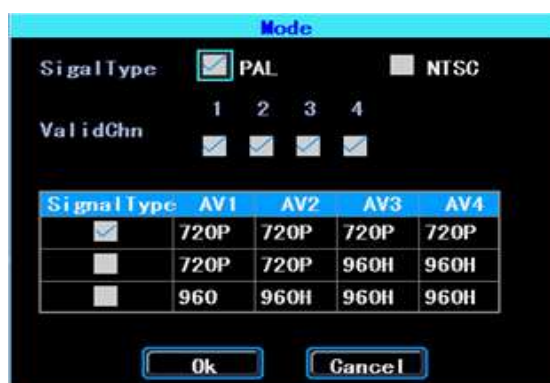 Mode
SigalType PAL NTSC
1 2 3 4
ValidChn
SignalType AV1 AV2 AV3 AV4
720P 720P 720P 720P
720P 720P 960H 960H
960 960H 960H 960H
Ok Cancel